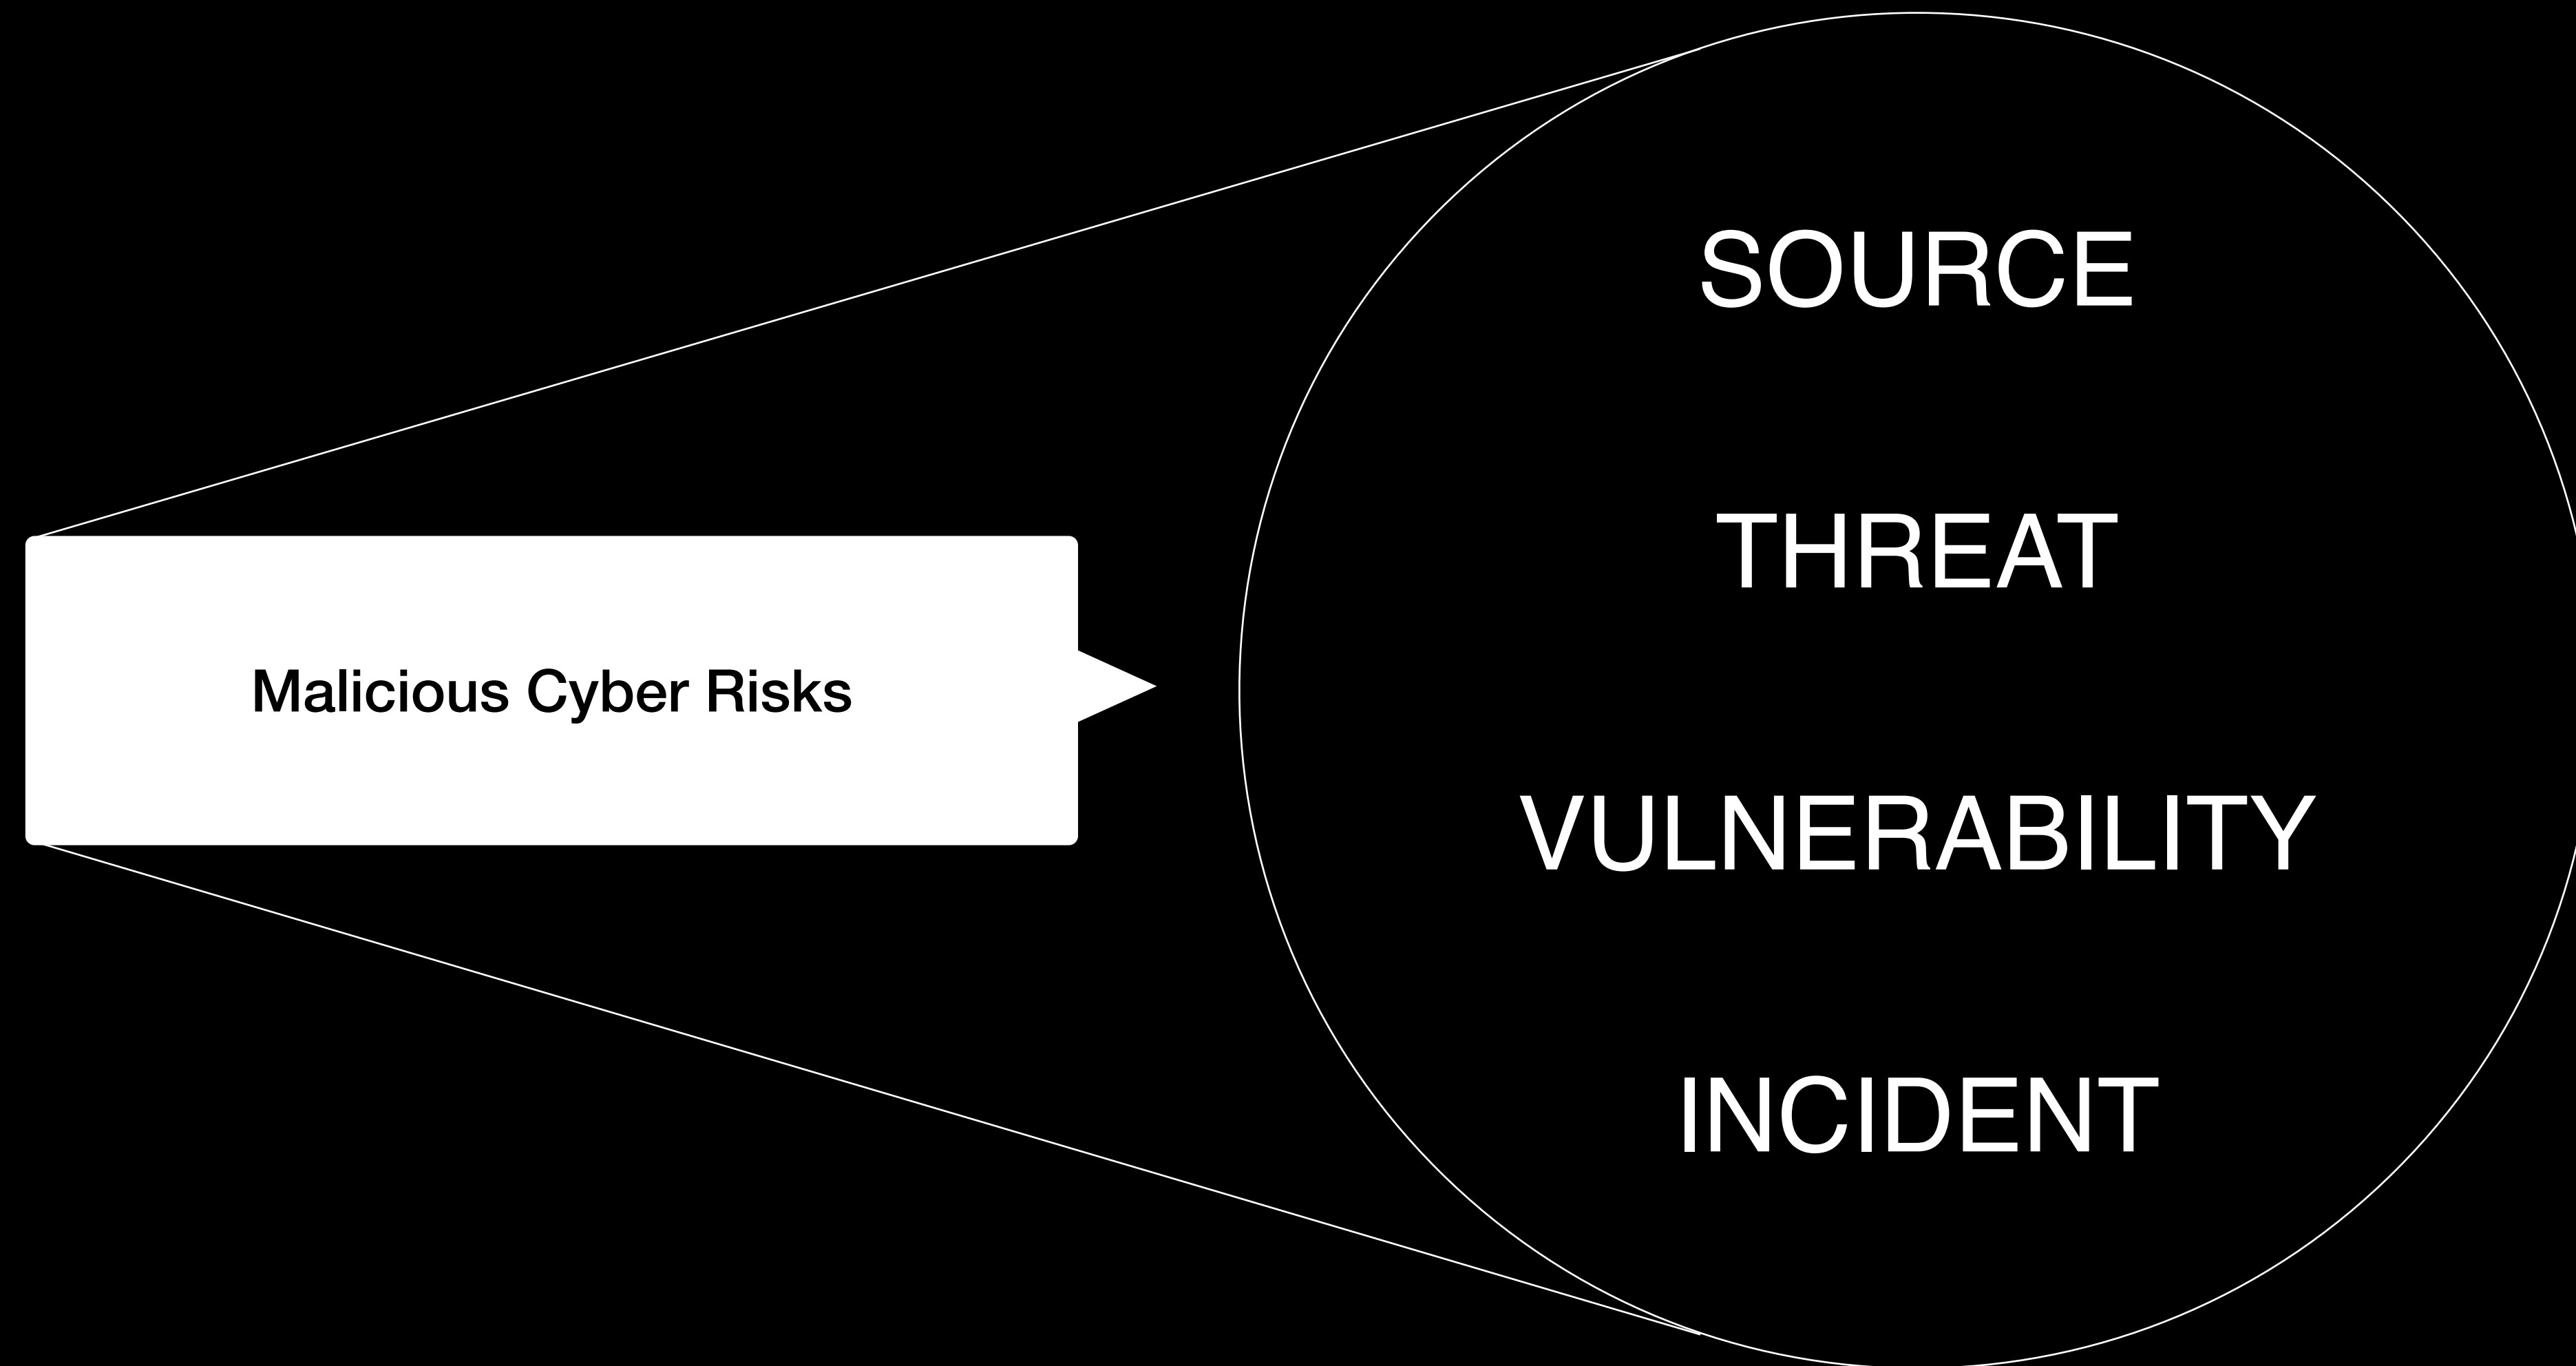 Malicious Cyber Risks
SOURCE
THREAT
VULNERABILITY
INCIDENT